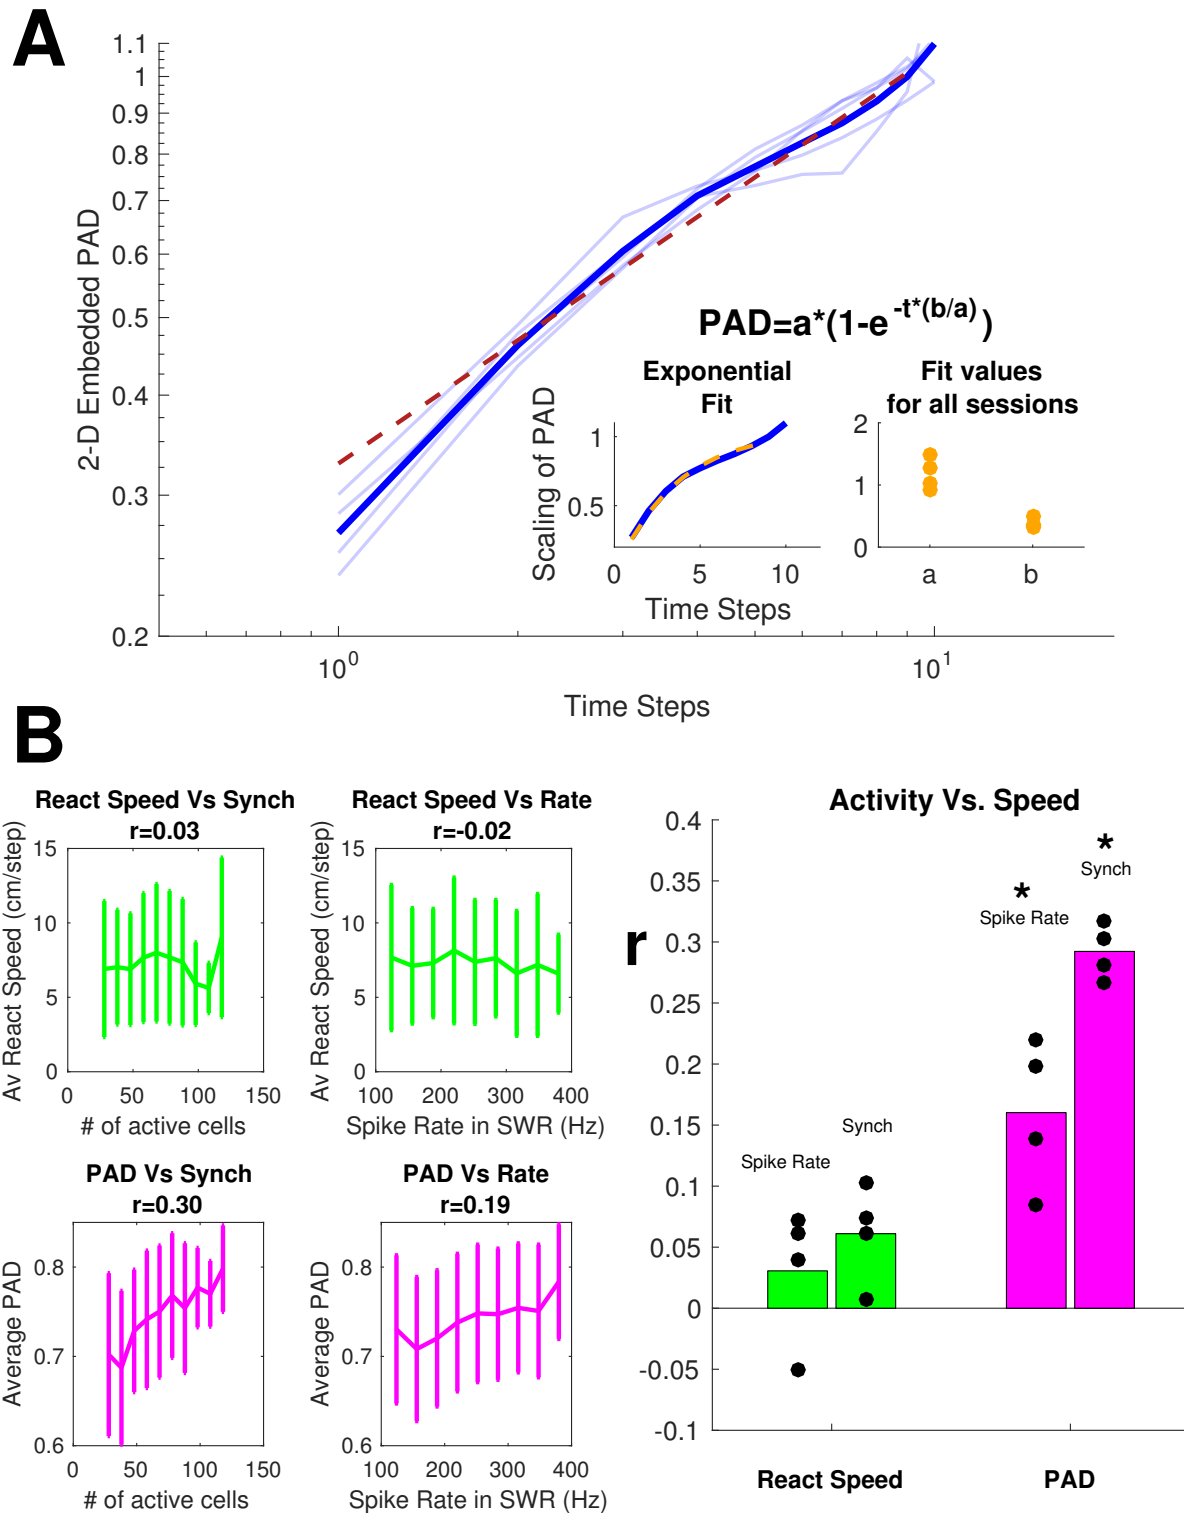 A
1.1
1
0.9
0.8
0.7
0.6
0.5
0.4
0.3
0.2
2-D Embedded PAD
10^0
10^1
Time Steps
PAD=a*(1-e^-t*(b/a))
Exponential
Fit
Scaling of PAD
1
0.5
0 5 10
Time Steps
Fit values
for all sessions
2
1
0
a b
B
React Speed Vs Synch
r=0.03
Av React Speed (cm/step)
15
10
5
0
0 50 100 150
# of active cells
React Speed Vs Rate
r=-0.02
Av React Speed (cm/step)
15
10
5
0
100 200 300 400
Spike Rate in SWR (Hz)
PAD Vs Synch
r=0.30
Average PAD
0.8
0.7
0.6
0 50 100 150
# of active cells
PAD Vs Rate
r=0.19
Average PAD
0.8
0.7
0.6
100 200 300 400
Spike Rate in SWR (Hz)
Activity Vs. Speed
r
0.4
0.35
0.3
0.25
0.2
0.15
0.1
0.05
0
-0.05
-0.1
Spike Rate
Synch
*
Spike Rate
*
Synch
React Speed
PAD